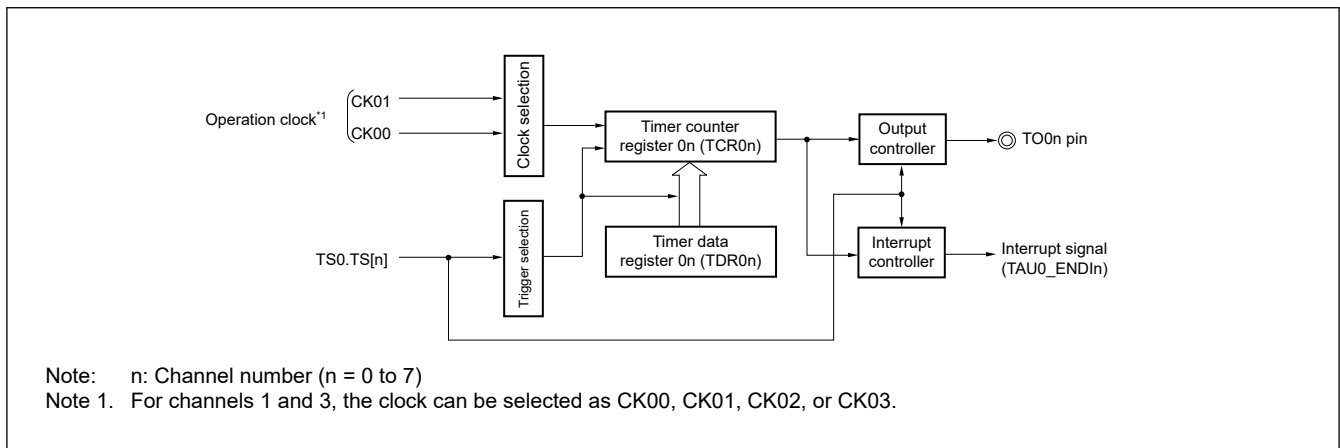 Operation clock*1
CK01
CK00
Clock selection
Timer counter
register 0n (TCR0n)
Output
controller
TO0n pin
TS0.TS[n]
Trigger selection
Timer data
register 0n (TDR0n)
Interrupt
controller
Interrupt signal
(TAU0_ENDIn)
Note: n: Channel number (n = 0 to 7)
Note 1. For channels 1 and 3, the clock can be selected as CK00, CK01, CK02, or CK03.